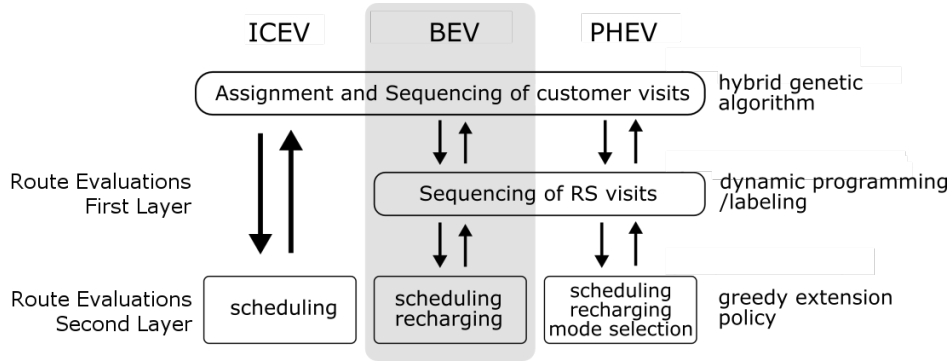 ICEV
BEV
PHEV
Assignment and Sequencing of customer visits
hybrid genetic
algorithm
Route Evaluations
First Layer
Sequencing of RS visits
dynamic programming
/labeling
Route Evaluations
Second Layer
scheduling
scheduling
recharging
scheduling
recharging
mode selection
greedy extension
policy